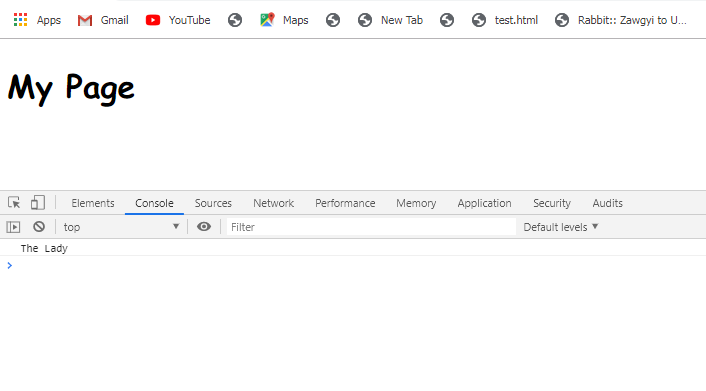 Apps Gmail YouTube Maps New Tab test.html Rabbit:: Zawgyi to U...
My Page
Elements Console Sources Network Performance Memory Application Security Audits
top ▼ Filter Default levels ▼
The Lady
>